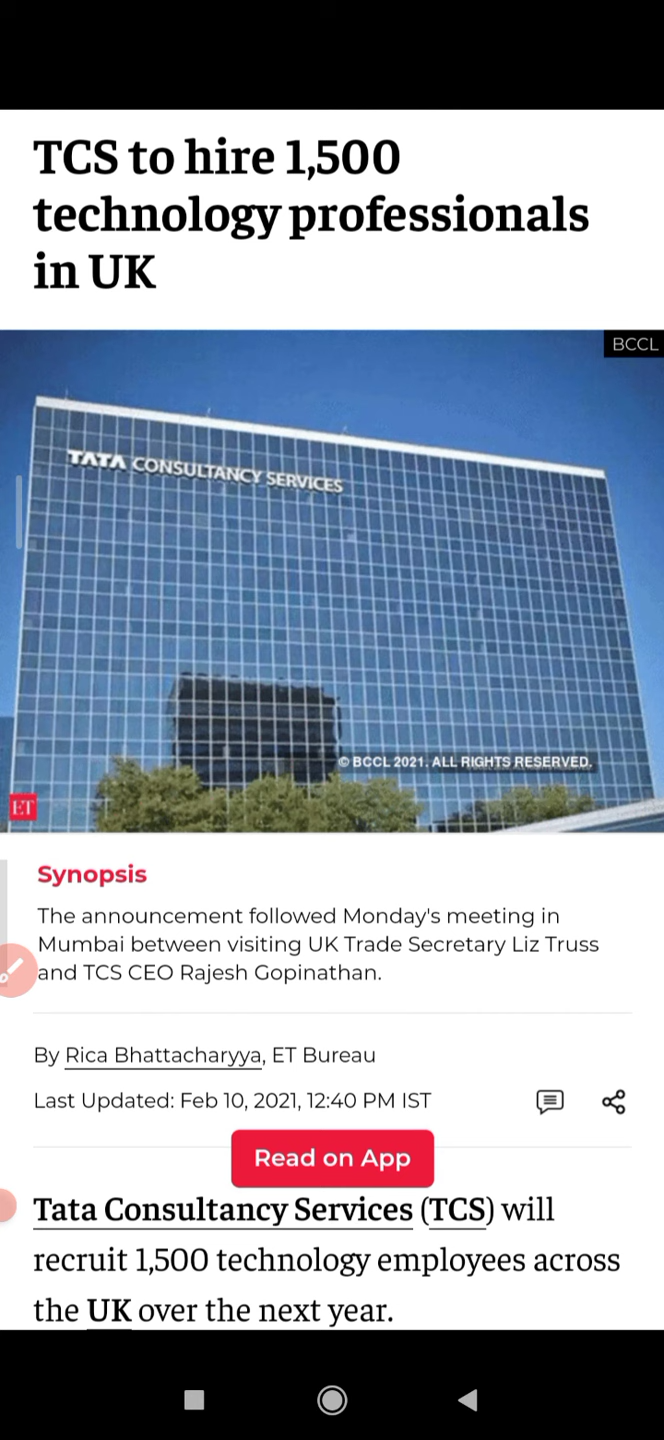 TCS to hire 1,500
technology professionals
in UK
BCCL
TATA CONSULTANCY SERVICES
© BCCL 2021. ALL RIGHTS RESERVED.
ET
Synopsis
The announcement followed Monday's meeting in
Mumbai between visiting UK Trade Secretary Liz Truss
and TCS CEO Rajesh Gopinathan.
By Rica Bhattacharyya, ET Bureau
Last Updated: Feb 10, 2021, 12:40 PM IST
Read on App
Tata Consultancy Services (TCS) will
recruit 1,500 technology employees across
the UK over the next year.